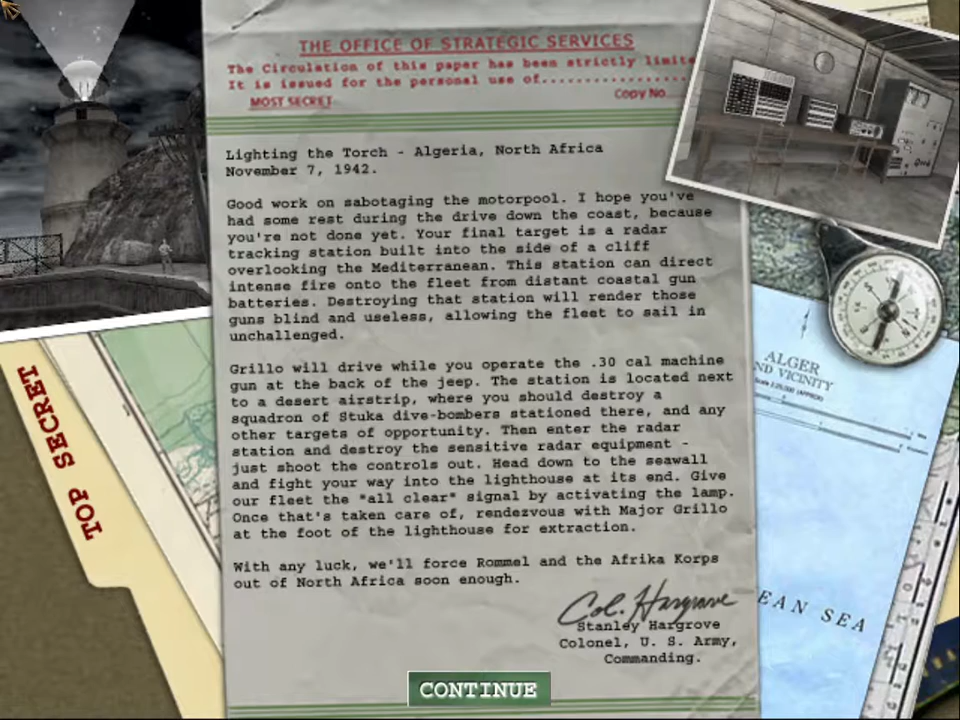 THE OFFICE OF STRATEGIC SERVICES
The Circulation of this paper has been strictly limite
It is issued for the personal use of..................
MOST SECRET
Copy No....
Lighting the Torch - Algeria, North Africa
November 7, 1942.
Good work on sabotaging the motorpool. I hope you've
had some rest during the drive down the coast, because
you're not done yet. Your final target is a radar
tracking station built into the side of a cliff
overlooking the Mediterranean. This station can direct
intense fire onto the fleet from distant coastal gun
batteries. Destroying that station will render those
guns blind and useless, allowing the fleet to sail in
unchallenged.
Grillo will drive while you operate the .30 cal machine
gun at the back of the jeep. The station is located next
to a desert airstrip, where you should destroy a
squadron of Stuka dive-bombers stationed there, and any
other targets of opportunity. Then enter the radar
station and destroy the sensitive radar equipment -
just shoot the controls out. Head down to the seawall
and fight your way into the lighthouse at its end. Give
our fleet the "all clear" signal by activating the lamp.
Once that's taken care of, rendezvous with Major Grillo
at the foot of the lighthouse for extraction.
With any luck, we'll force Rommel and the Afrika Korps
out of North Africa soon enough.
Col. Hargrove
Stanley Hargrove
Colonel, U. S. Army,
Commanding.
CONTINUE
TOP SECRET
ALGER
ND VICINITY
EAN SEA